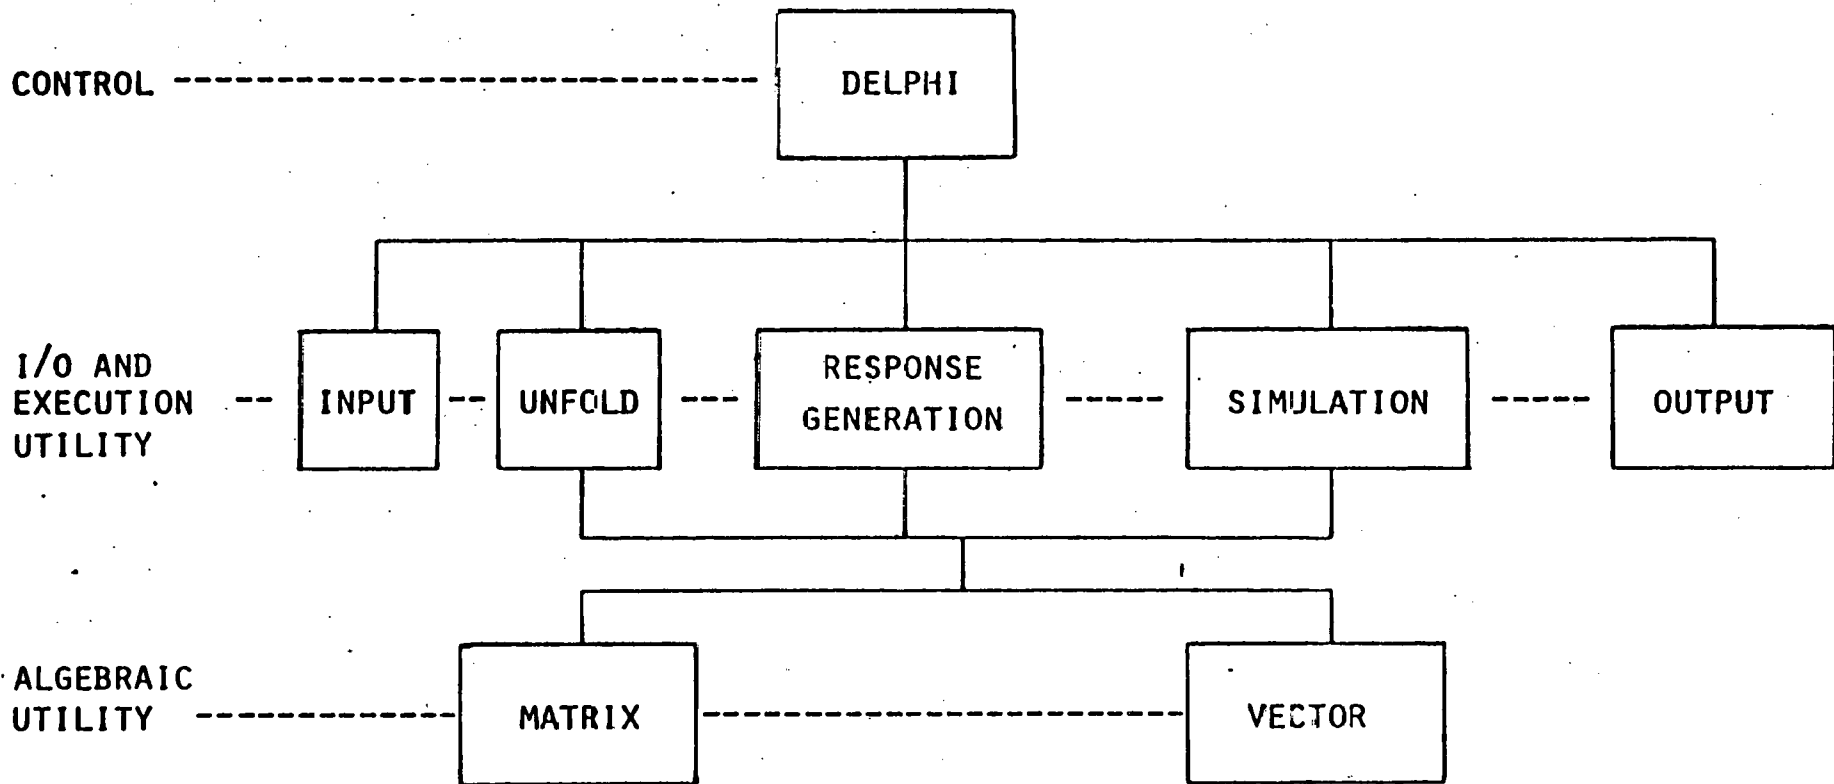 CONTROL
DELPHI
I/O AND
EXECUTION
UTILITY
INPUT
UNFOLD
RESPONSE
GENERATION
SIMULATION
OUTPUT
ALGEBRAIC
UTILITY
MATRIX
VECTOR